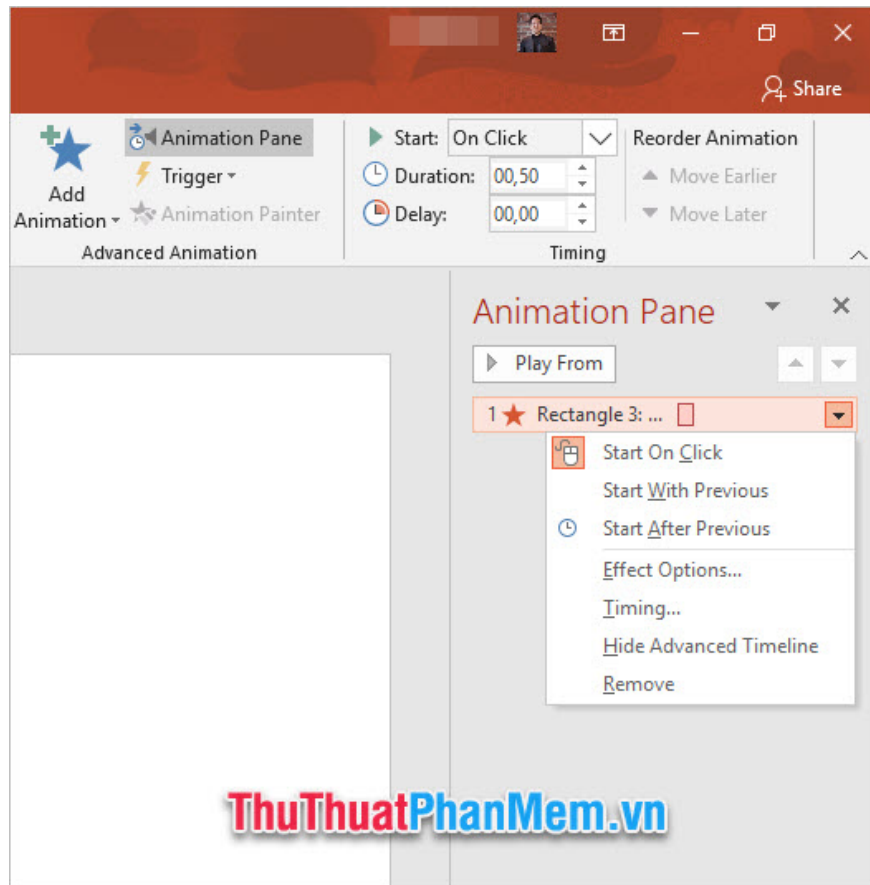 Share
Add
Animation
Animation Pane
Trigger
Animation Painter
Advanced Animation
Start: On Click
Duration: 00,50
Delay: 00,00
Reorder Animation
Move Earlier
Move Later
Timing
Animation Pane
Play From
1 Rectangle 3: ...
Start On Click
Start With Previous
Start After Previous
Effect Options...
Timing...
Hide Advanced Timeline
Remove
ThuThuatPhanMem.vn